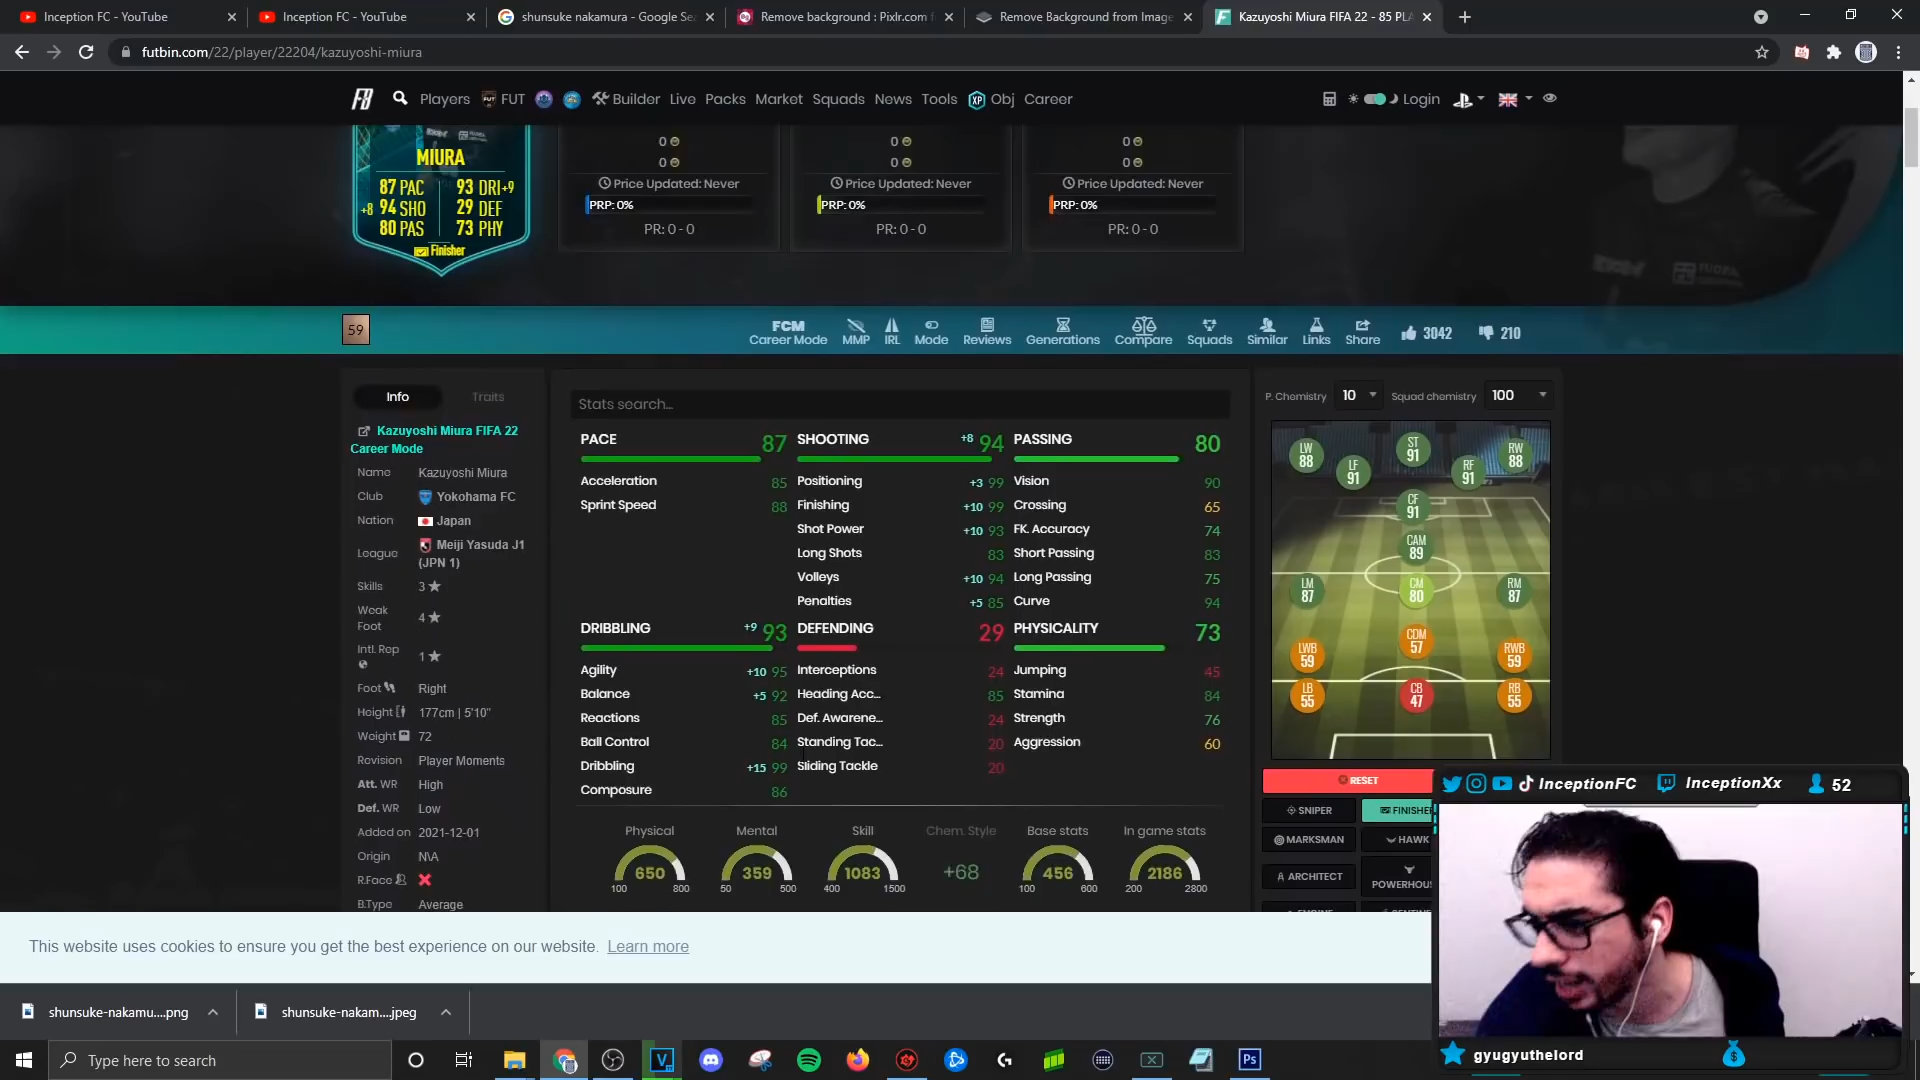 Inception FC - YouTube
Inception FC - YouTube
shunsuke nakamura - Google Se
Remove background : Pixlr.com f
Remove Background from Image
Kazuyoshi Miura FIFA 22 - 85 PLA
futbin.com/22/player/22204/kazuyoshi-miura
Players FUT Builder Live Packs Market Squads News Tools XP Obj Career Login
MIURA
87 PAC 93 DRI+9
+8 94 SHO 29 DEF
80 PAS 73 PHY
Finisher
0 0 0
0 0 0
Price Updated: Never Price Updated: Never Price Updated: Never
PRP: 0% PRP: 0% PRP: 0%
PR: 0 - 0 PR: 0 - 0 PR: 0 - 0
59
FCM
Career Mode MMP IRL Mode Reviews Generations Compare Squads Similar Links Share 3042 210
Info Traits
Kazuyoshi Miura FIFA 22
Career Mode
Name Kazuyoshi Miura
Club Yokohama FC
Nation Japan
League Meiji Yasuda J1
(JPN 1)
Skills 3
Weak
Foot 4
Intl. Rep 1
Foot Right
Height 177cm | 5'10"
Weight 72
Revision Player Moments
Att. WR High
Def. WR Low
Added on 2021-12-01
Origin N\A
R.Face
B.Type Average
Stats search...
PACE 87
Acceleration 85
Sprint Speed 88
SHOOTING +8 94
Positioning +3 99
Finishing +10 99
Shot Power +10 93
Long Shots 83
Volleys +10 94
Penalties +5 85
PASSING 80
Vision 90
Crossing 65
FK. Accuracy 74
Short Passing 83
Long Passing 75
Curve 94
DRIBBLING +9 93
Agility +10 95
Balance +5 92
Reactions 85
Ball Control 84
Dribbling +15 99
Composure 86
DEFENDING 29
Interceptions 24
Heading Acc... 85
Def. Awarene... 24
Standing Tac... 20
Sliding Tackle 20
PHYSICALITY 73
Jumping 45
Stamina 84
Strength 76
Aggression 60
Physical Mental Skill Chem. Style Base stats In game stats
650 359 1083 +68 456 2186
100 800 50 500 400 1500 100 600 200 2800
P. Chemistry 10 Squad chemistry 100
LW 88
ST 91
RW 88
LF 91
RF 91
CF 91
CAM 89
LM 87
CM 80
RM 87
CDM 57
LWB 59
RWB 59
LB 55
CB 47
RB 55
RESET
SNIPER FINISHER
MARKSMAN HAWK
ARCHITECT POWERHOU
InceptionFC InceptionXx 52
This website uses cookies to ensure you get the best experience on our website. Learn more
shunsuke-nakamu....png
shunsuke-nakam....jpeg
gyugyuthelord
Type here to search
Ps